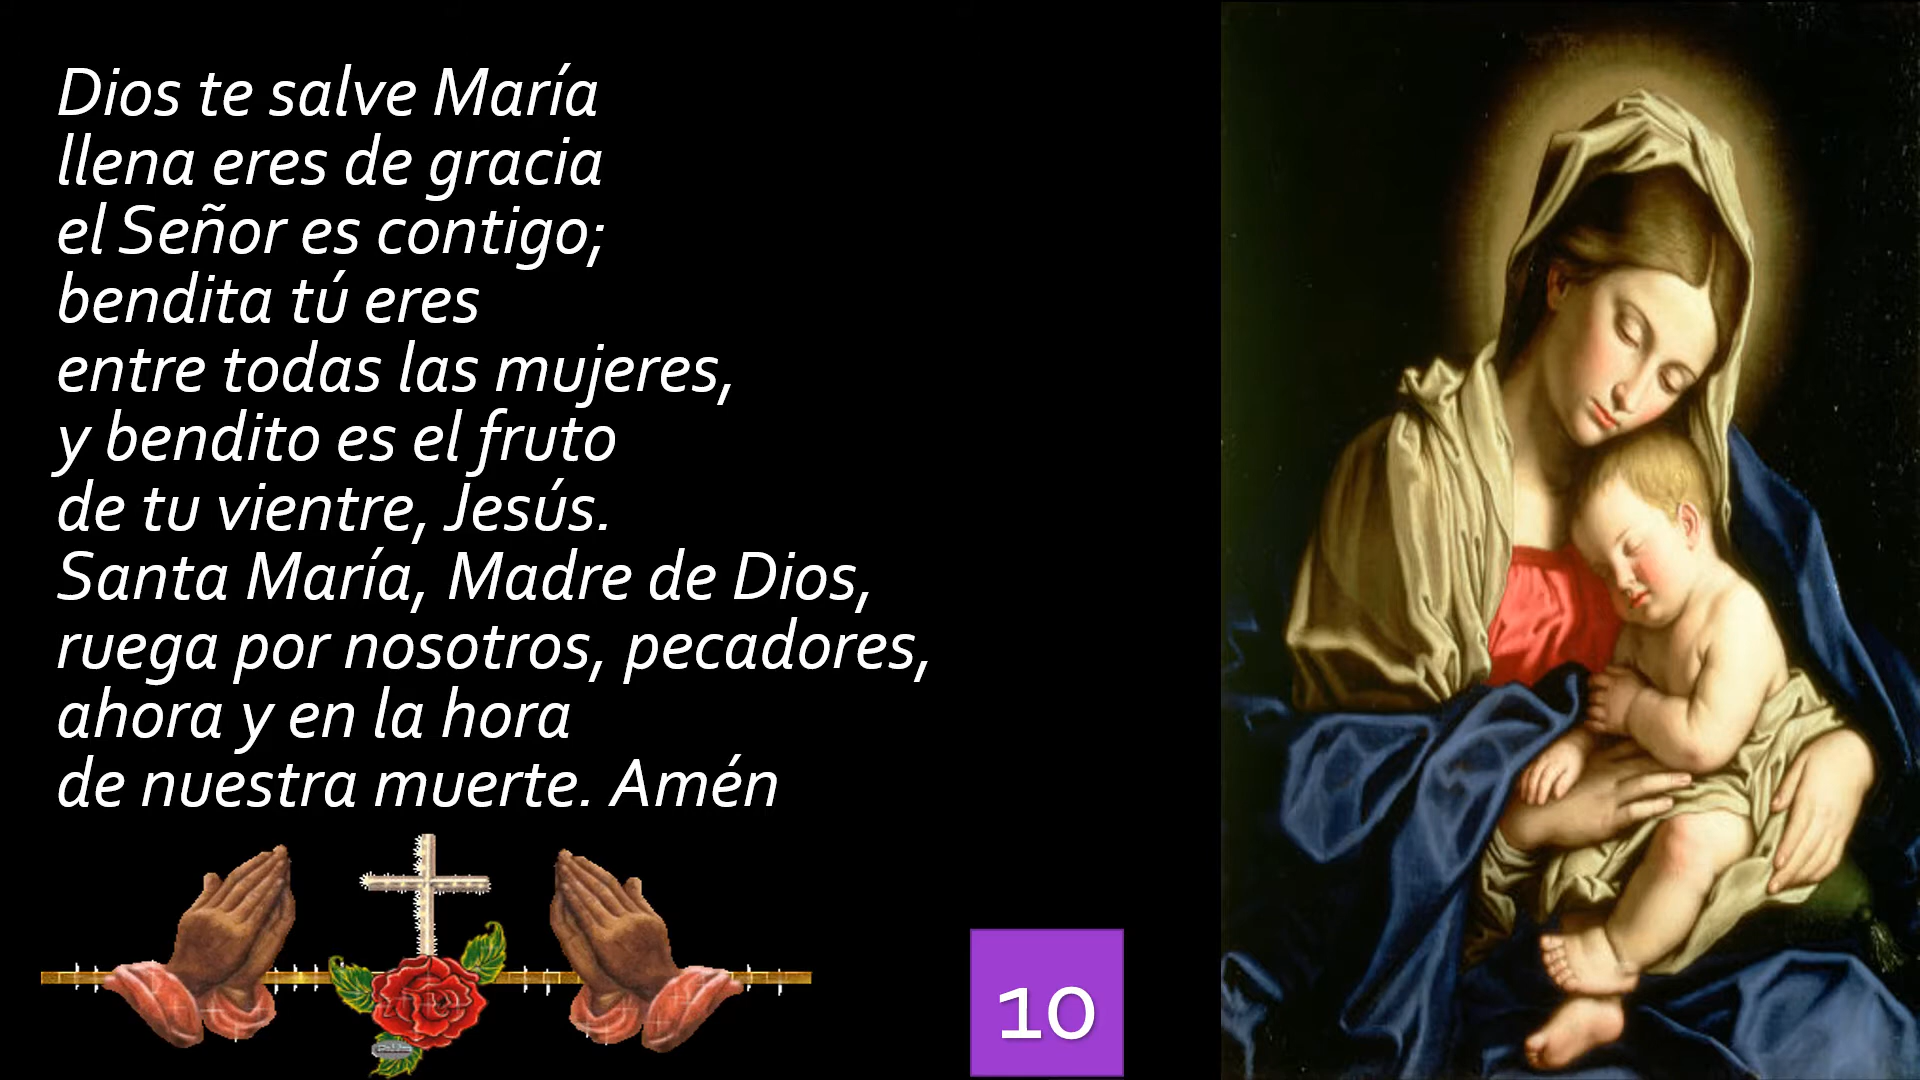 Dios te salve María
llena eres de gracia
el Señor es contigo;
bendita tú eres
entre todas las mujeres,
y bendito es el fruto
de tu vientre, Jesús.
Santa María, Madre de Dios,
ruega por nosotros, pecadores,
ahora y en la hora
de nuestra muerte. Amén
10